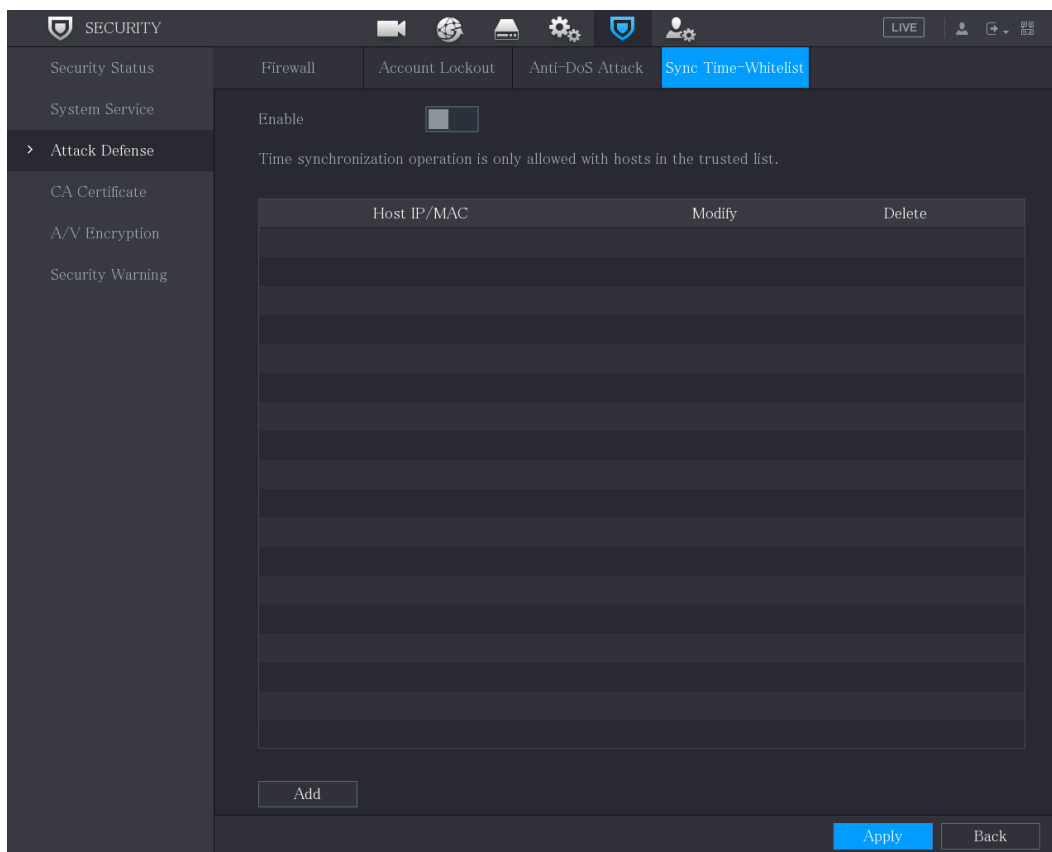 SECURITY
LIVE
Security Status
System Service
Attack Defense
CA Certificate
A/V Encryption
Security Warning
Firewall Account Lockout Anti-DoS Attack Sync Time-Whitelist
Enable
Time synchronization operation is only allowed with hosts in the trusted list.
Host IP/MAC Modify Delete
Add
Apply Back